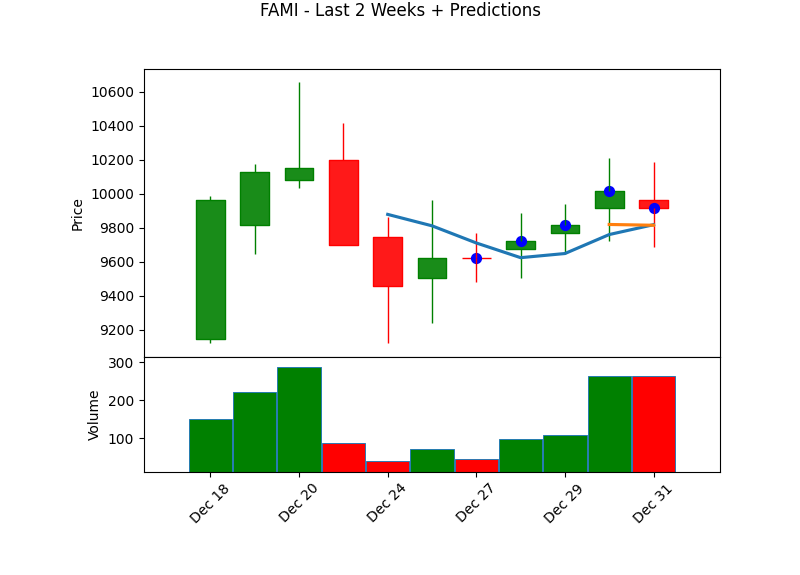 FAMI - Last 2 Weeks + Predictions
Price
10600
10400
10200
10000
9800
9600
9400
9200
Volume
300
200
100
Dec 18
Dec 20
Dec 24
Dec 27
Dec 29
Dec 31